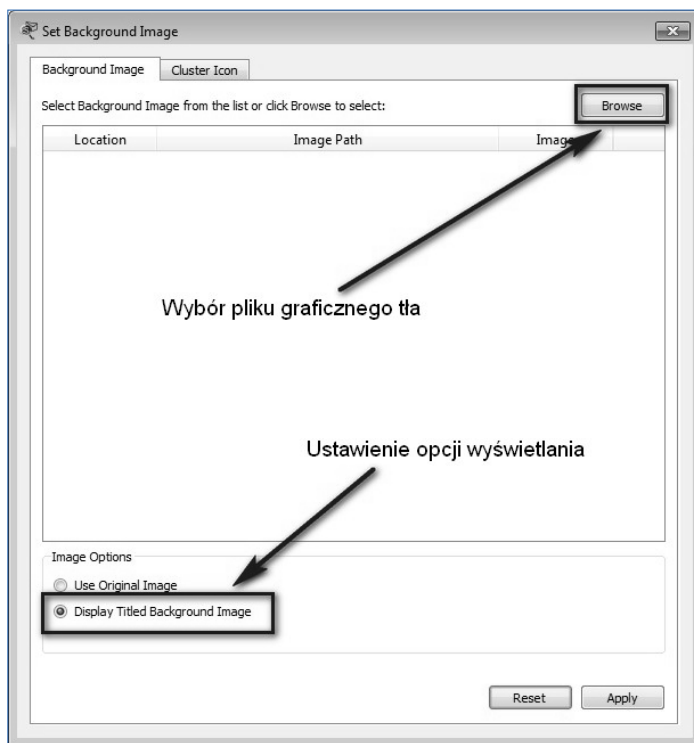 Set Background Image
Background Image
Cluster Icon
Select Background Image from the list or click Browse to select:
Browse
Location
Image Path
Image
Wybór pliku graficznego tła
Ustawienie opcji wyświetlania
Image Options
Use Original Image
Display Titled Background Image
Reset
Apply